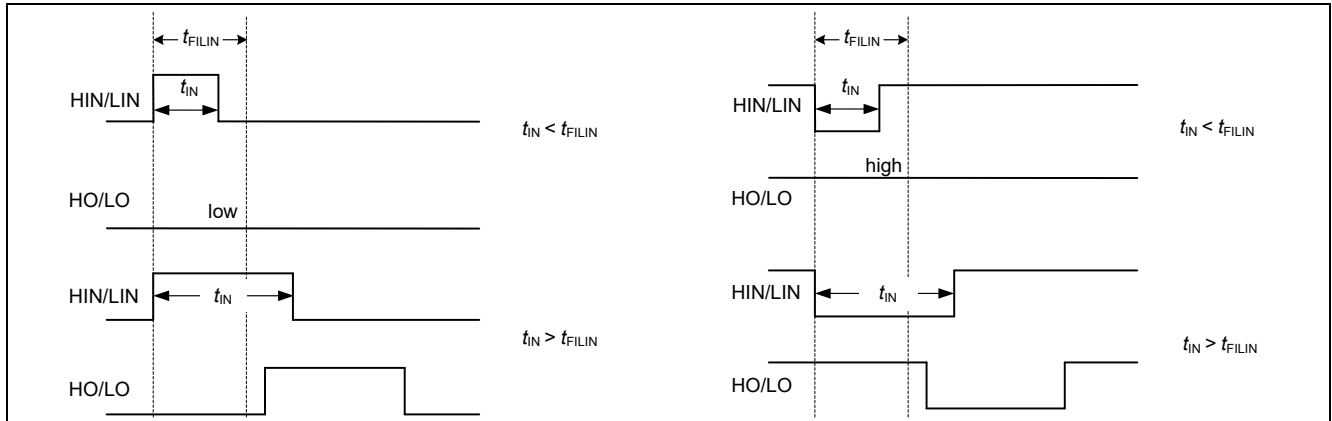 tFILIN
HIN/LIN
tIN
tIN < tFILIN
HO/LO
low
HIN/LIN
tIN
tIN > tFILIN
HO/LO
tFILIN
HIN/LIN
tIN
tIN < tFILIN
high
HO/LO
HIN/LIN
tIN
tIN > tFILIN
HO/LO